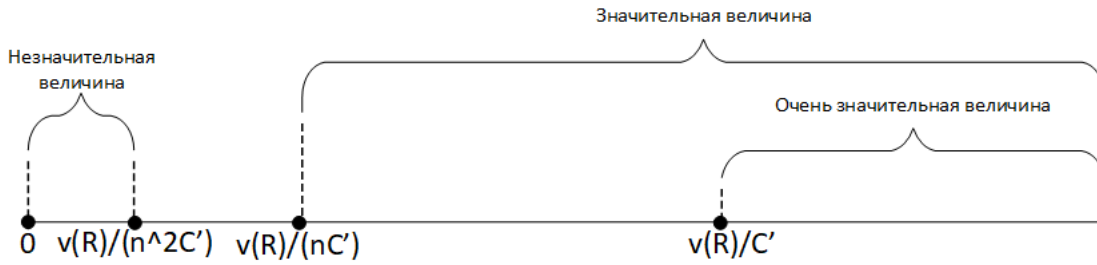 Значительная величина
Незначительная
величина
Очень значительная величина
0
v(R)/(n^2C’)
v(R)/(nC’)
v(R)/C’